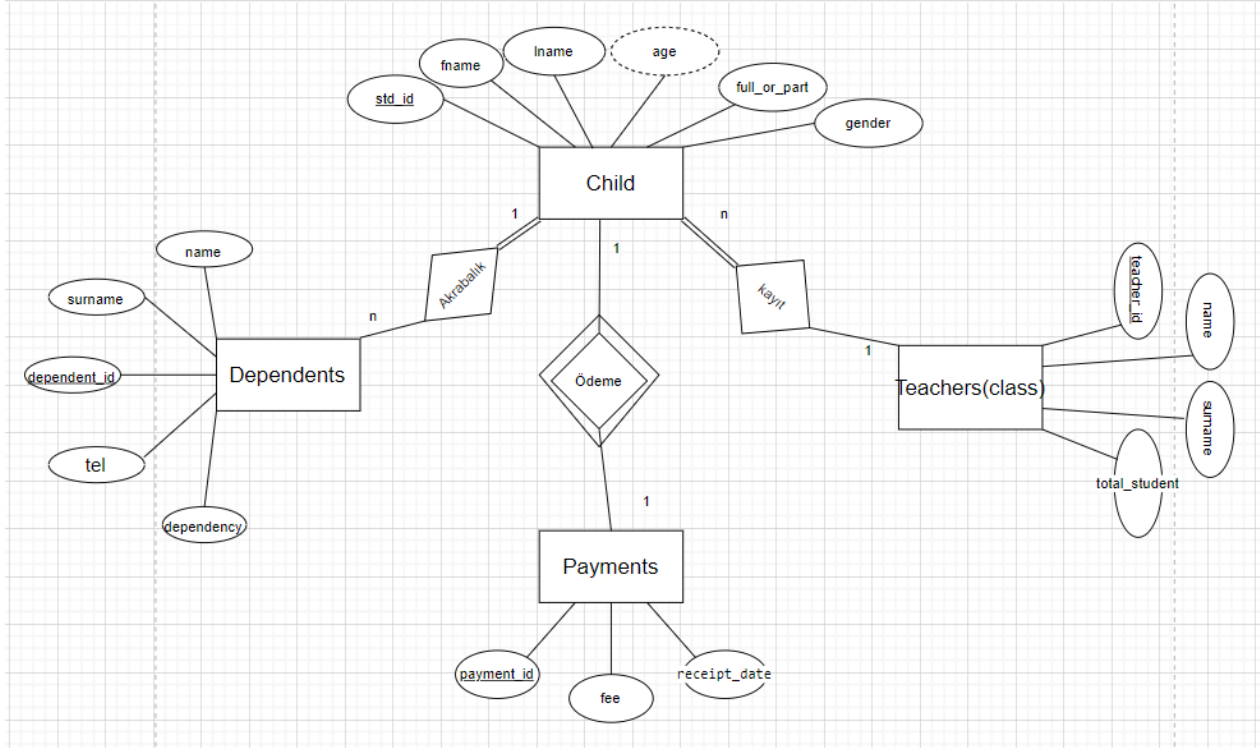 lname
age
fname
full_or_part
std_id
gender
Child
1
n
1
name
Akrabalık
kayıt
teacher_id
surname
name
n
1
dependent_id
Dependents
Ödeme
Teachers(class)
surname
tel
total_student
1
dependency
Payments
payment_id
receipt_date
fee